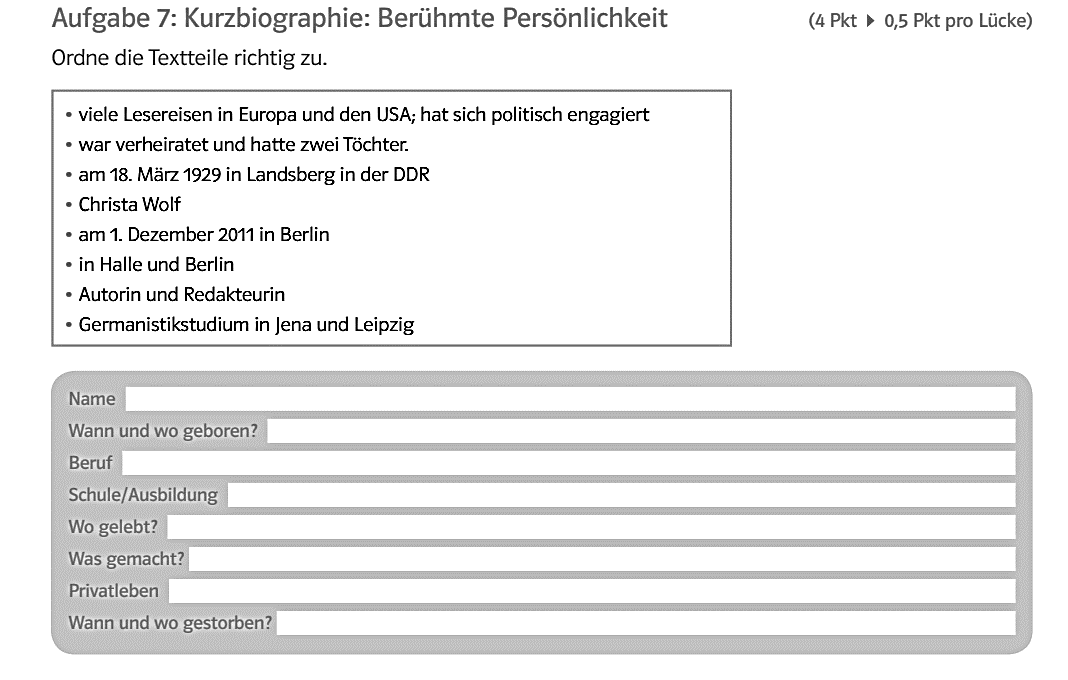 Aufgabe 7: Kurzbiographie: Berühmte Persönlichkeit (4 Pkt ▶ 0,5 Pkt pro Lücke)
Ordne die Textteile richtig zu.
• viele Lesereisen in Europa und den USA; hat sich politisch engagiert
• war verheiratet und hatte zwei Töchter.
• am 18. März 1929 in Landsberg in der DDR
• Christa Wolf
• am 1. Dezember 2011 in Berlin
• in Halle und Berlin
• Autorin und Redakteurin
• Germanistikstudium in Jena und Leipzig
Name
Wann und wo geboren?
Beruf
Schule/Ausbildung
Wo gelebt?
Was gemacht?
Privatleben
Wann und wo gestorben?